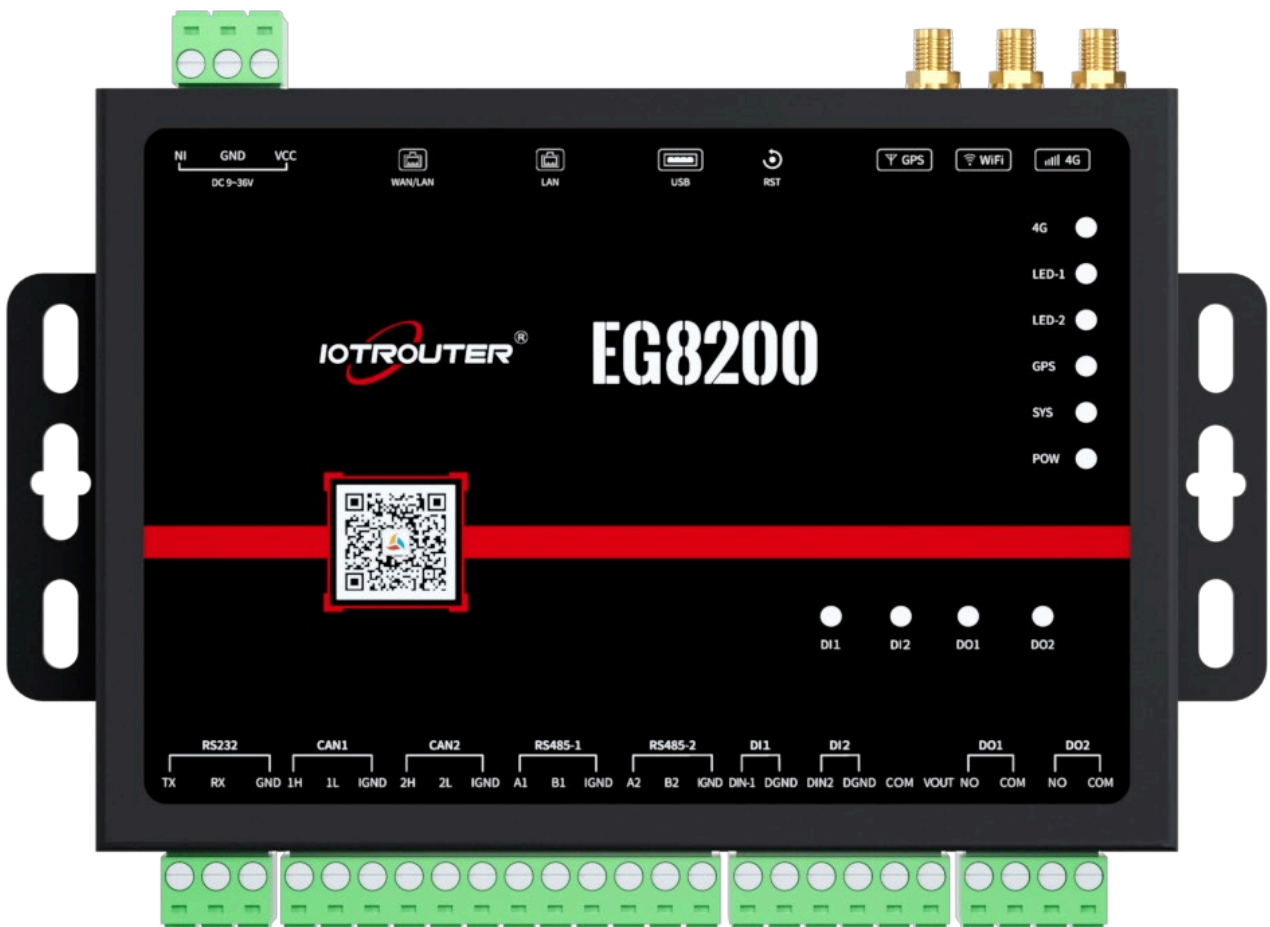 NI GND VCC
DC 9~36V
WAN/LAN
LAN
USB
RST
GPS
WiFi
4G
4G
LED-1
LED-2
GPS
SYS
POW
IOTROUTER®
EG8200
DI1 DI2 DO1 DO2
RS232 CAN1 CAN2 RS485-1 RS485-2 DI1 DI2 DO1 DO2
TX RX GND 1H 1L IGND 2H 2L IGND A1 B1 IGND A2 B2 IGND DIN-1 DGND DIN2 DGND COM VOUT NO COM NO COM